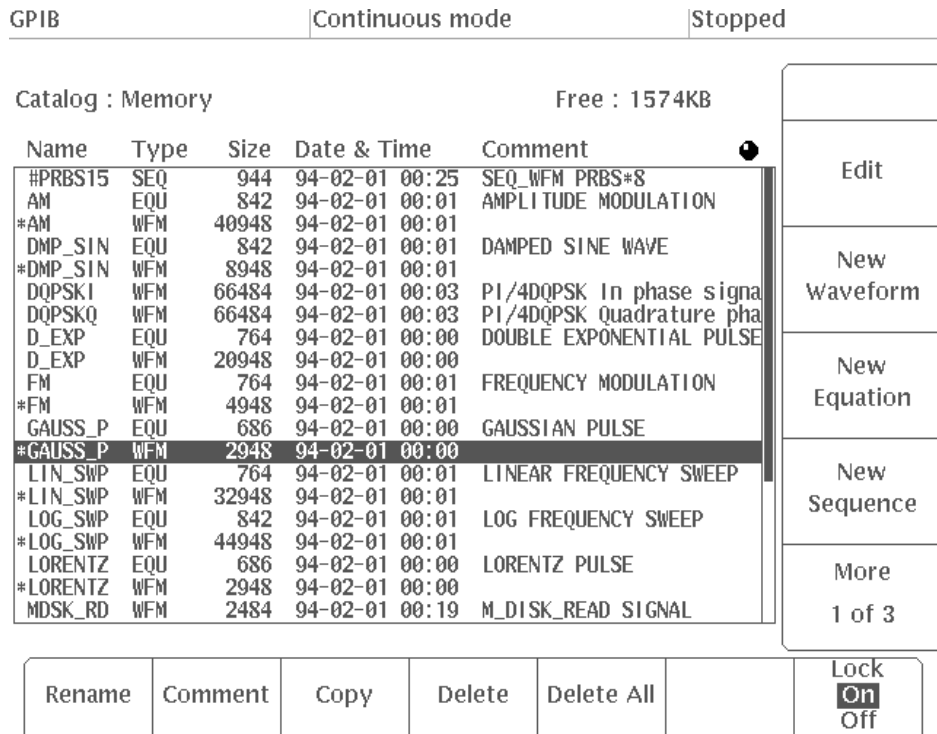 GPIB Continuous mode Stopped
Catalog : Memory Free : 1574KB
Name Type Size Date & Time Comment
#PRBS15 SEQ 944 94-02-01 00:25 SEQ_WFM PRBS*8
AM EQU 842 94-02-01 00:01 AMPLITUDE MODULATION
*AM WFM 40948 94-02-01 00:01
DMP_SIN EQU 842 94-02-01 00:01 DAMPED SINE WAVE
*DMP_SIN WFM 8948 94-02-01 00:01
DQPSKI WFM 66484 94-02-01 00:03 PI/4DQPSK In phase signa
DQPSKQ WFM 66484 94-02-01 00:03 PI/4DQPSK Quadrature pha
D_EXP EQU 764 94-02-01 00:00 DOUBLE EXPONENTIAL PULSE
D_EXP WFM 20948 94-02-01 00:00
FM EQU 764 94-02-01 00:01 FREQUENCY MODULATION
*FM WFM 4948 94-02-01 00:01
GAUSS_P EQU 686 94-02-01 00:00 GAUSSIAN PULSE
*GAUSS_P WFM 2948 94-02-01 00:00
LIN_SWP EQU 764 94-02-01 00:01 LINEAR FREQUENCY SWEEP
*LIN_SWP WFM 32948 94-02-01 00:01
LOG_SWP EQU 842 94-02-01 00:01 LOG FREQUENCY SWEEP
*LOG_SWP WFM 44948 94-02-01 00:01
LORENTZ EQU 686 94-02-01 00:00 LORENTZ PULSE
*LORENTZ WFM 2948 94-02-01 00:00
MDSK_RD WFM 2484 94-02-01 00:19 M_DISK_READ SIGNAL
Edit
New
Waveform
New
Equation
New
Sequence
More
1 of 3
Rename Comment Copy Delete Delete All
Lock
On
Off